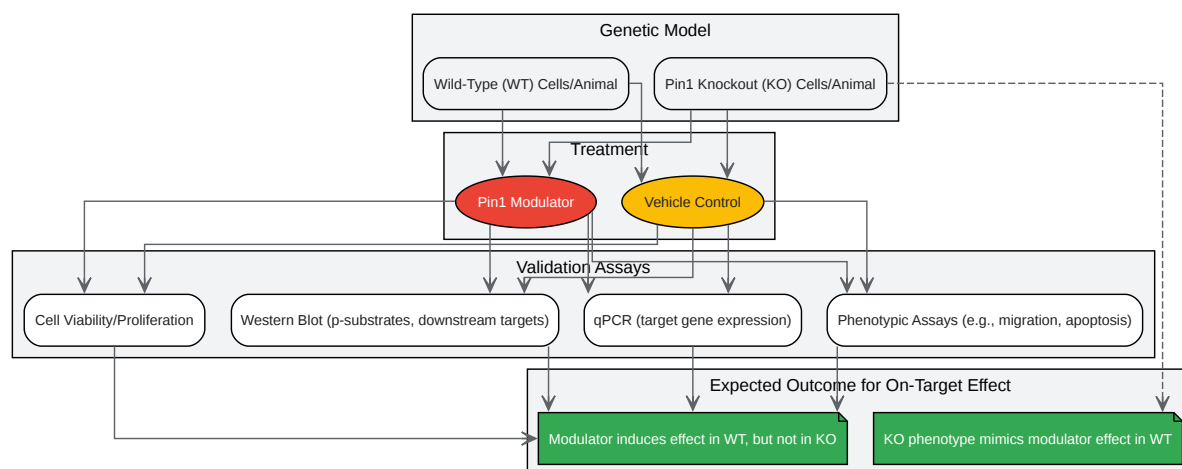 Genetic Model
Wild-Type (WT) Cells/Animal
Pin1 Knockout (KO) Cells/Animal
Treatment
Pin1 Modulator
Vehicle Control
Validation Assays
Cell Viability/Proliferation
Western Blot (p-substrates, downstream targets)
qPCR (target gene expression)
Phenotypic Assays (e.g., migration, apoptosis)
Expected Outcome for On-Target Effect
Modulator induces effect in WT, but not in KO
KO phenotype mimics modulator effect in WT